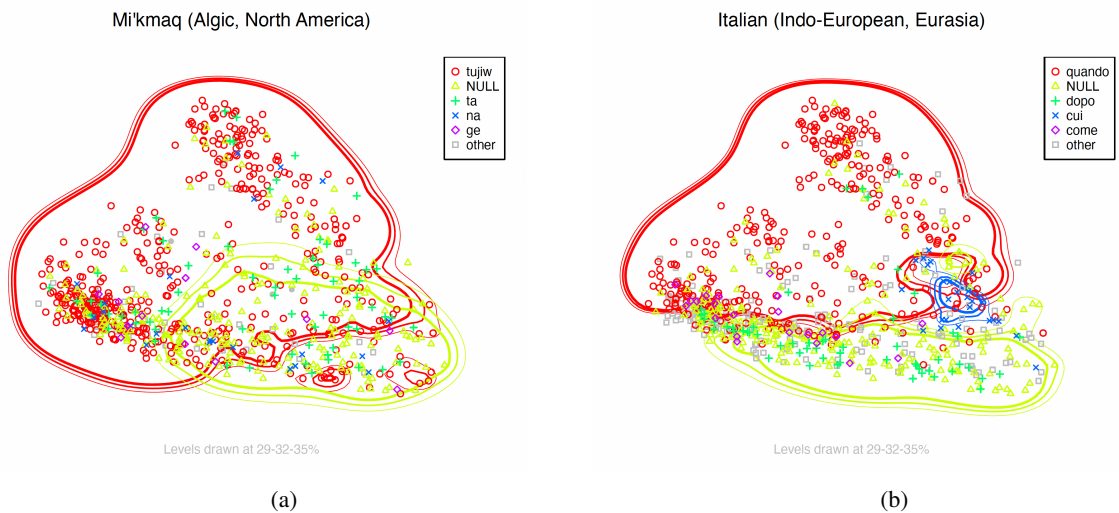 Mi'kmaq (Algic, North America)
tujiw
NULL
ta
na
ge
other
Levels drawn at 29-32-35%
(a)
Italian (Indo-European, Eurasia)
quando
NULL
dopo
cui
come
other
Levels drawn at 29-32-35%
(b)